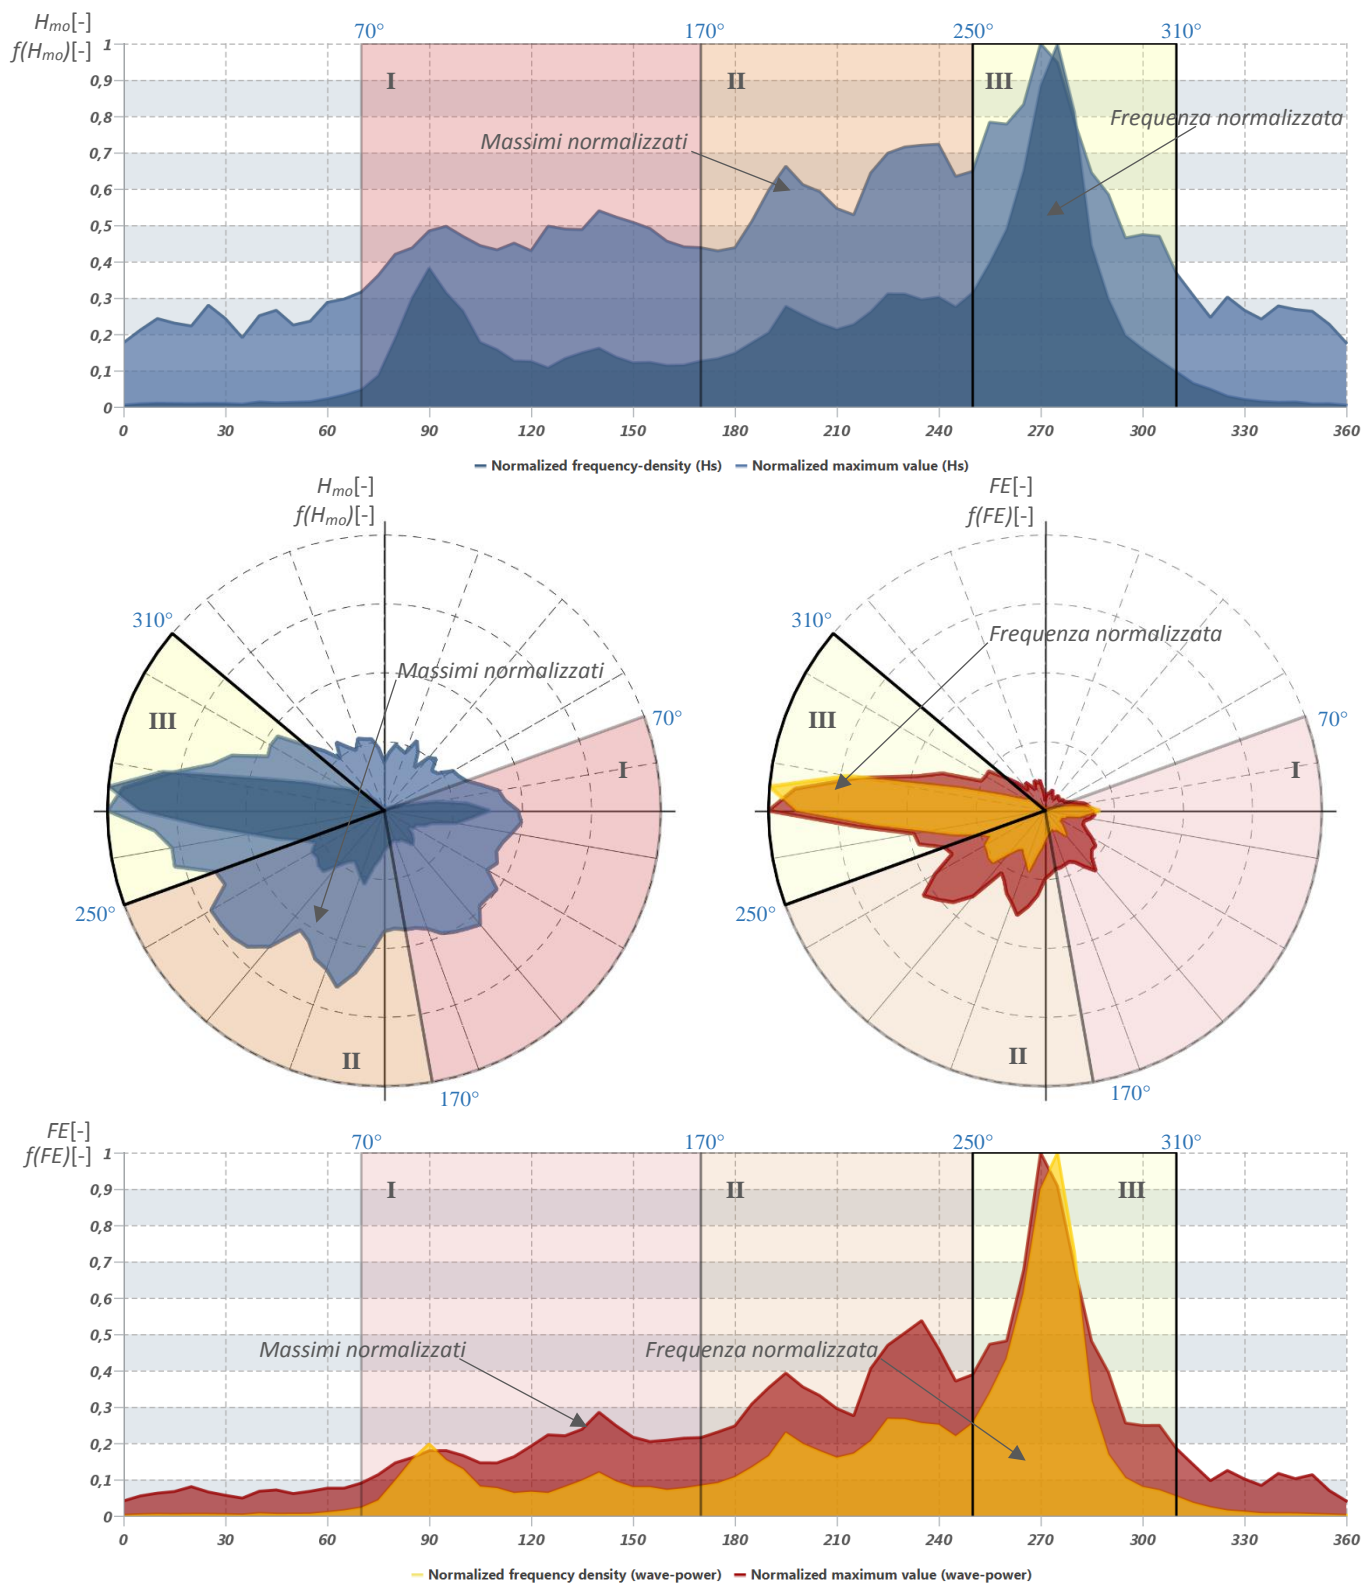 Hmo[-]
f(Hmo)[-]
70° 170° 250° 310°
1
0,9
0,8
0,7
0,6
0,5
0,4
0,3
0,2
0,1
0
I II III
Massimi normalizzati
Frequenza normalizzata
0 30 60 90 120 150 180 210 240 270 300 330 360
Normalized frequency-density (Hs) Normalized maximum value (Hs)
Hmo[-]
f(Hmo)[-]
310°
Massimi normalizzati
70°
III
I
250°
II
170°
FE[-]
f(FE)[-]
310°
Frequenza normalizzata
70°
III
I
250°
II
170°
FE[-]
f(FE)[-]
70° 170° 250° 310°
1
0,9
0,8
0,7
0,6
0,5
0,4
0,3
0,2
0,1
0
I II III
Massimi normalizzati
Frequenza normalizzata
0 30 60 90 120 150 180 210 240 270 300 330 360
Normalized frequency density (wave-power) Normalized maximum value (wave-power)